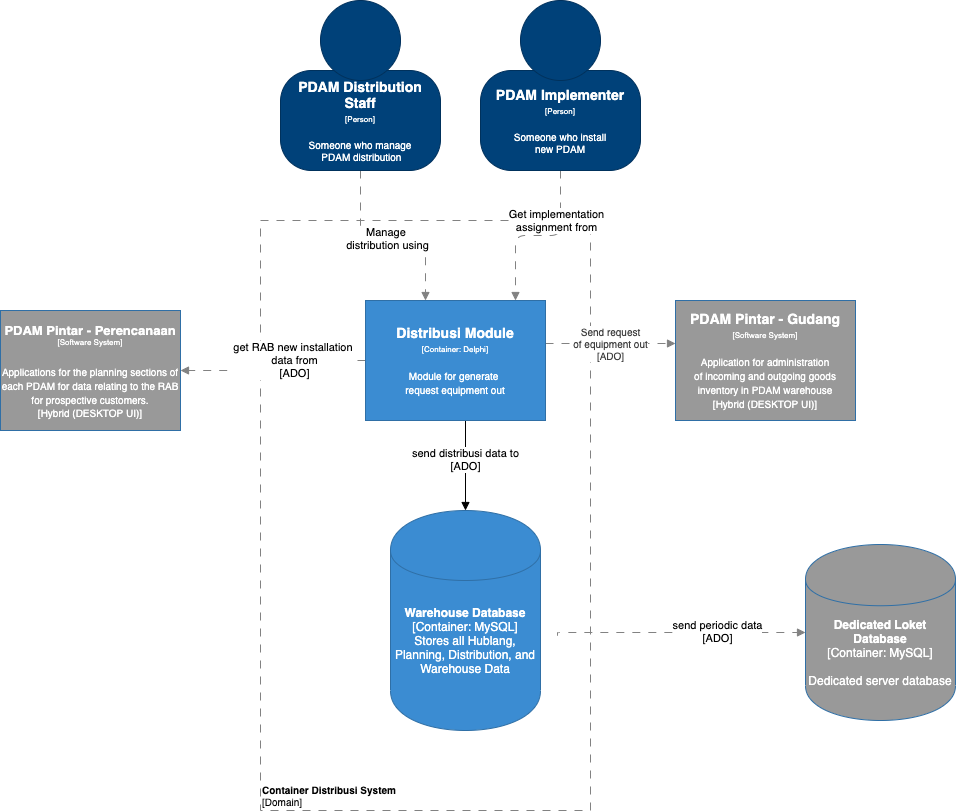 PDAM Distribution
Staff
[Person]
Someone who manage
PDAM distribution
PDAM Implementer
[Person]
Someone who install
new PDAM
Get implementation
assignment from
Manage
distribution using
PDAM Pintar - Perencanaan
[Software System]
Applications for the planning sections of
each PDAM for data relating to the RAB
for prospective customers.
[Hybrid (DESKTOP UI)]
get RAB new installation
data from
[ADO]
Distribusi Module
[Container: Delphi]
Module for generate
request equipment out
Send request
of equipment out
[ADO]
PDAM Pintar - Gudang
[Software System]
Application for administration
of incoming and outgoing goods
inventory in PDAM warehouse
[Hybrid (DESKTOP UI)]
send distribusi data to
[ADO]
Warehouse Database
[Container: MySQL]
Stores all Hublang,
Planning, Distribution, and
Warehouse Data
send periodic data
[ADO]
Dedicated Loket
Database
[Container: MySQL]
Dedicated server database
Container Distribusi System
[Domain]